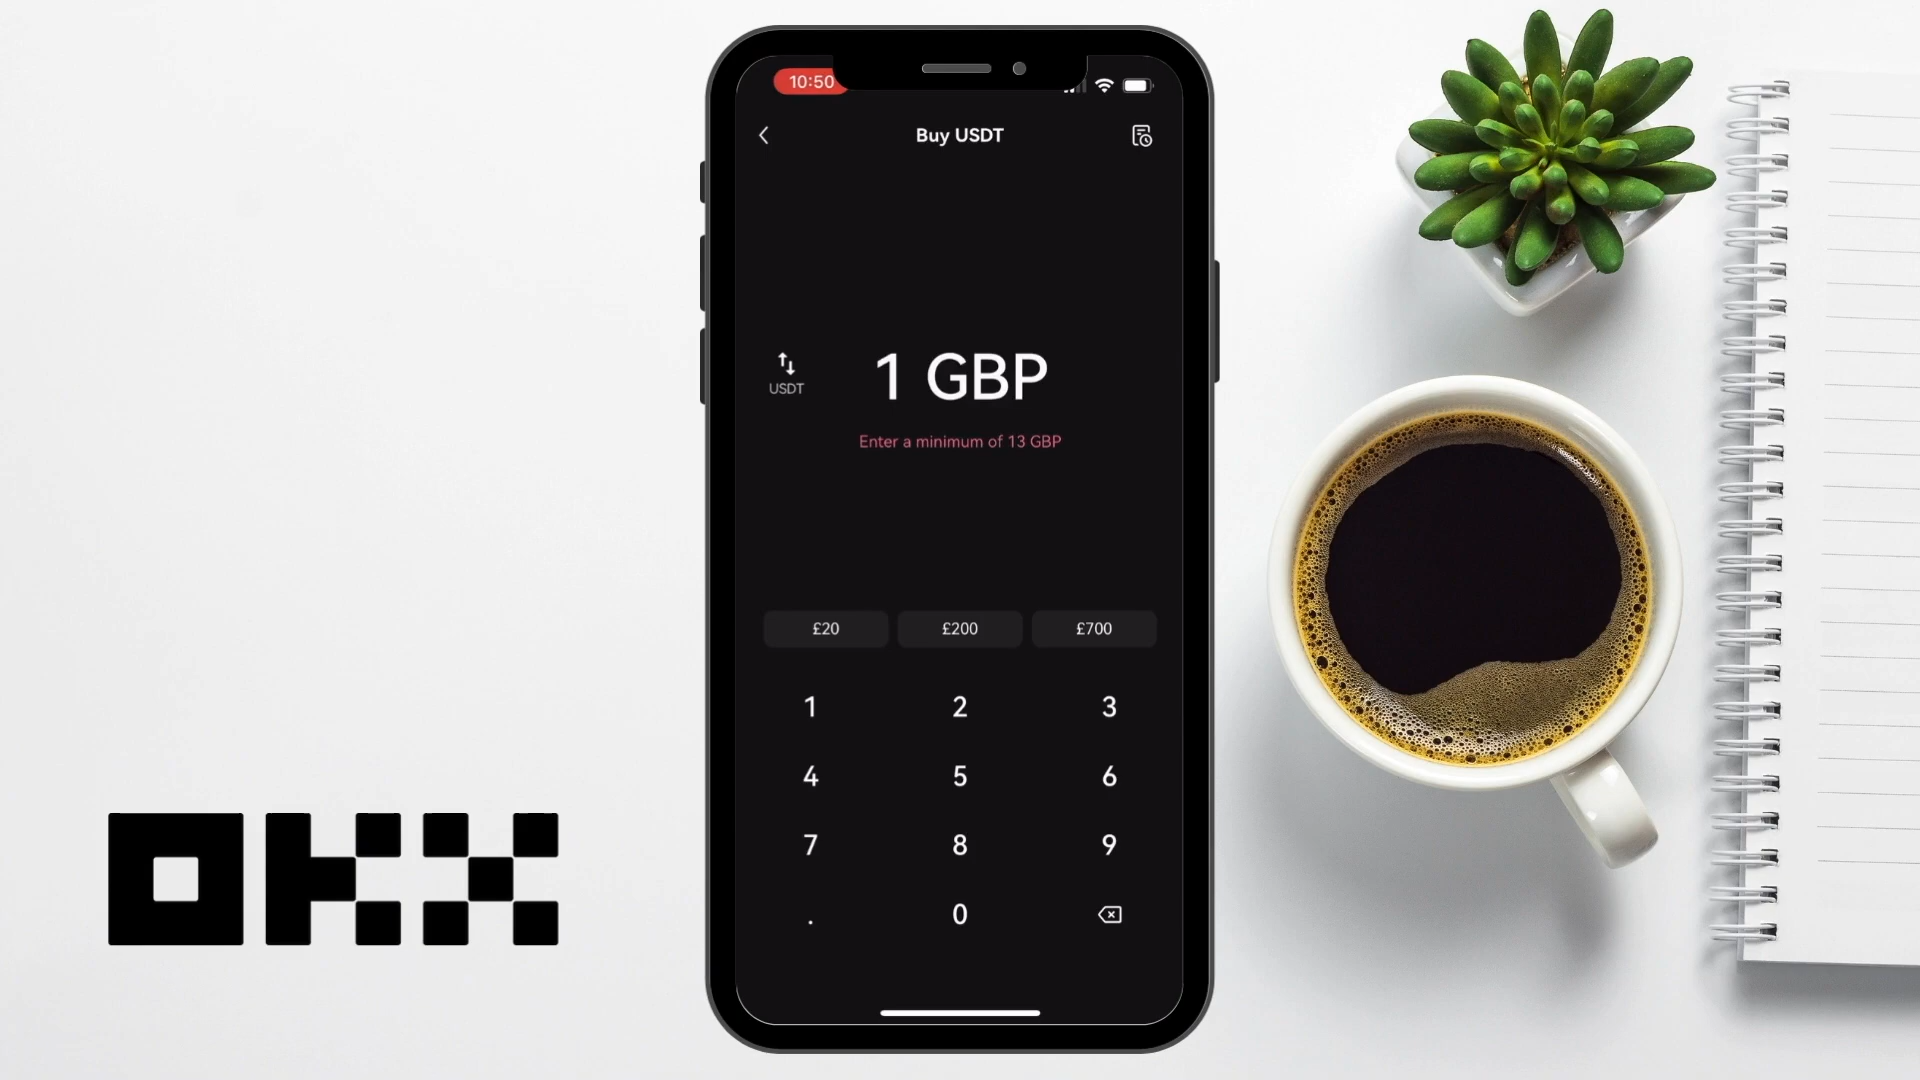 10:50
Buy USDT
USDT
1 GBP
Enter a minimum of 13 GBP
£20 £200 £700
1 2 3
4 5 6
7 8 9
. 0
OKX